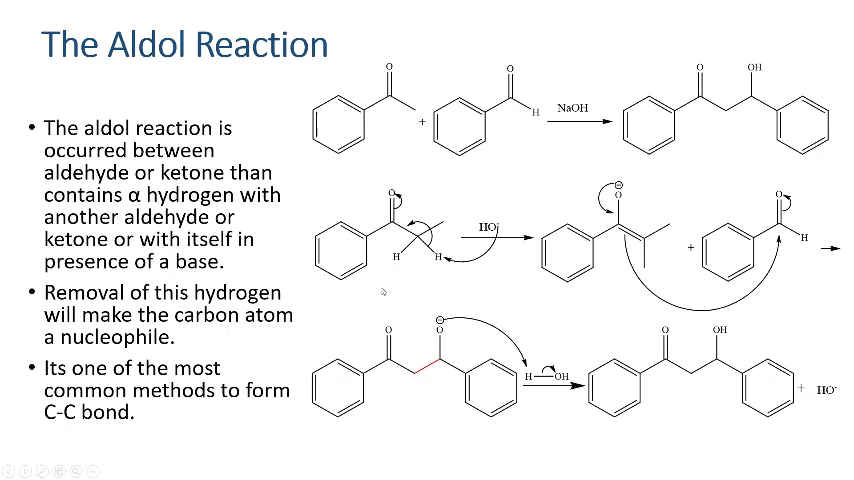 The Aldol Reaction
• The aldol reaction is
occurred between
aldehyde or ketone than
contains α hydrogen with
another aldehyde or
ketone or with itself in
presence of a base.
• Removal of this hydrogen
will make the carbon atom
a nucleophile.
• Its one of the most
common methods to form
C-C bond.
O
+
O
H
NaOH
O
OH
O
H
H
HO⁻
⊖
O
+
O
H
O
⊖
O
H
OH
O
OH
+
HO⁻